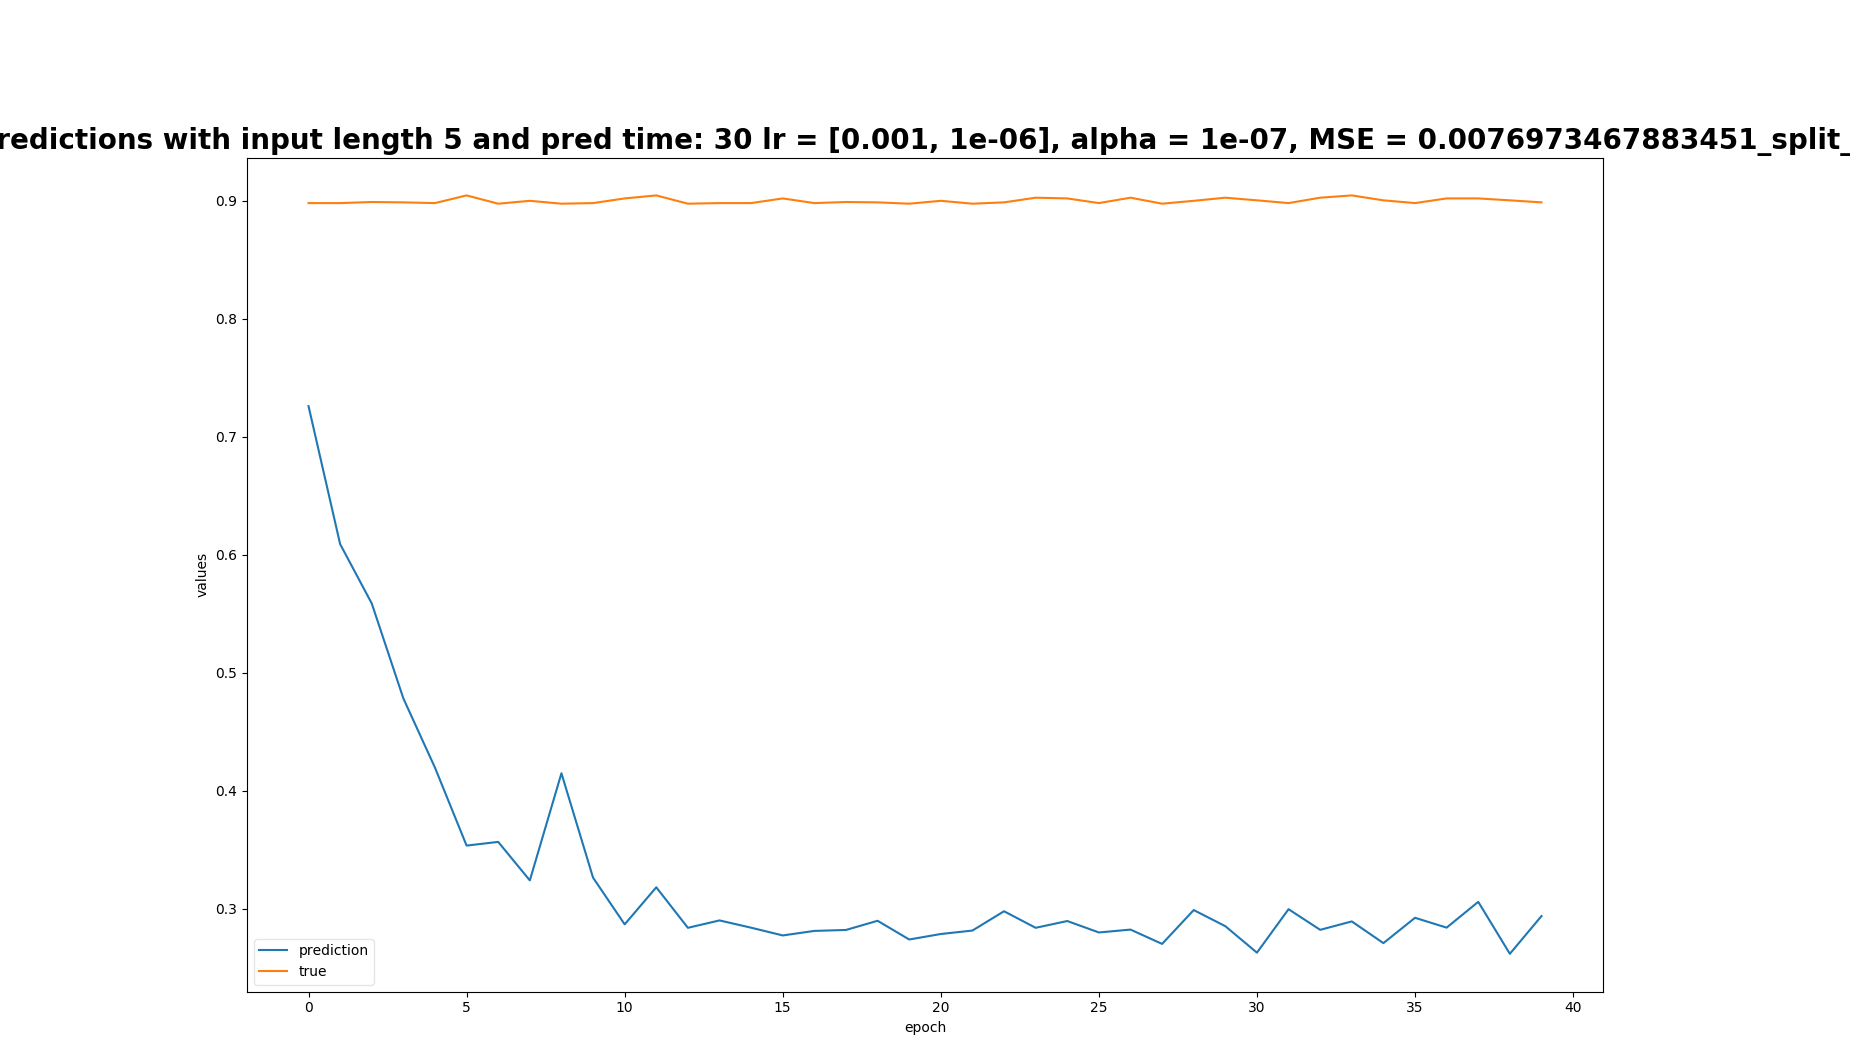 redictions with input length 5 and pred time: 30 lr = [0.001, 1e-06], alpha = 1e-07, MSE = 0.0076973467883451_split_
0.9
0.8
0.7
0.6
0.5
0.4
0.3
values
prediction
true
0 5 10 15 20 25 30 35 40
epoch